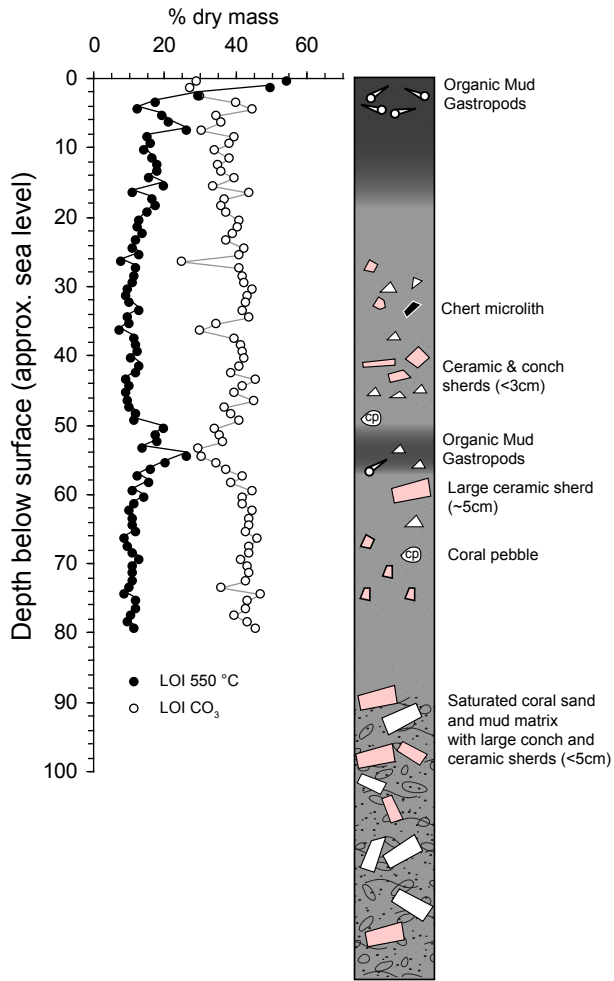 % dry mass
0 20 40 60
Depth below surface (approx. sea level)
0
10
20
30
40
50
60
70
80
90
100
LOI 550 °C
LOI CO₃
Organic Mud
Gastropods
Chert microlith
Ceramic & conch
sherds (<3cm)
cp
Organic Mud
Gastropods
Large ceramic sherd
(~5cm)
cp
Coral pebble
Saturated coral sand
and mud matrix
with large conch and
ceramic sherds (<5cm)